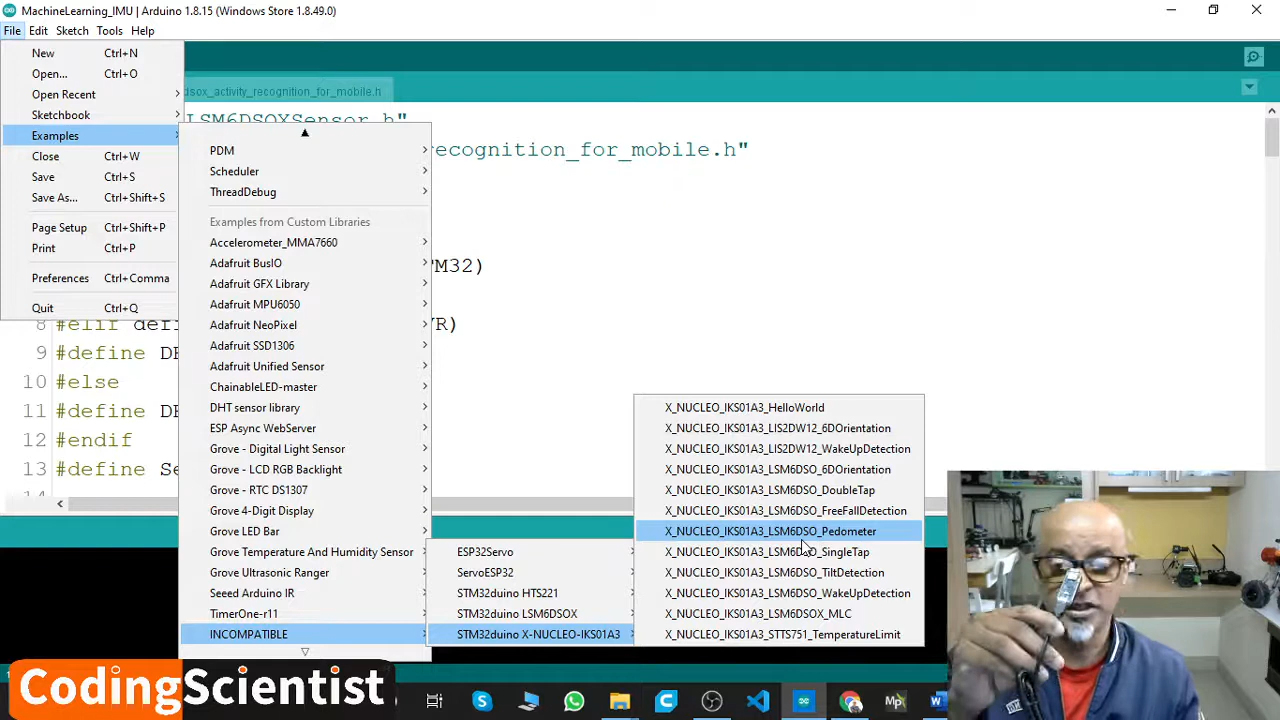 MachineLearning_IMU | Arduino 1.8.15 (Windows Store 1.8.49.0)
File Edit Sketch Tools Help
New Ctrl+N
Open... Ctrl+O
Open Recent
Sketchbook
Examples
Close Ctrl+W
Save Ctrl+S
Save As... Ctrl+Shift+S
Page Setup Ctrl+Shift+P
Print Ctrl+P
Preferences Ctrl+Comma
Quit Ctrl+Q
dsox_activity_recognition_for_mobile.h
LSM6DSOXSensor.h"
ecognition_for_mobile.h"
M32)
8 #elif def R)
9 #define D
10 #else
11 #define D
12 #endif
13 #define Se
PDM
Scheduler
ThreadDebug
Examples from Custom Libraries
Accelerometer_MMA7660
Adafruit BusIO
Adafruit GFX Library
Adafruit MPU6050
Adafruit NeoPixel
Adafruit SSD1306
Adafruit Unified Sensor
ChainableLED-master
DHT sensor library
ESP Async WebServer
Grove - Digital Light Sensor
Grove - LCD RGB Backlight
Grove - RTC DS1307
Grove 4-Digit Display
Grove LED Bar
Grove Temperature And Humidity Sensor
Grove Ultrasonic Ranger
Seeed Arduino IR
TimerOne-r11
INCOMPATIBLE
ESP32Servo
ServoESP32
STM32duino HTS221
STM32duino LSM6DSOX
STM32duino X-NUCLEO-IKS01A3
X_NUCLEO_IKS01A3_HelloWorld
X_NUCLEO_IKS01A3_LIS2DW12_6DOrientation
X_NUCLEO_IKS01A3_LIS2DW12_WakeUpDetection
X_NUCLEO_IKS01A3_LSM6DSO_6DOrientation
X_NUCLEO_IKS01A3_LSM6DSO_DoubleTap
X_NUCLEO_IKS01A3_LSM6DSO_FreeFallDetection
X_NUCLEO_IKS01A3_LSM6DSO_Pedometer
X_NUCLEO_IKS01A3_LSM6DSO_SingleTap
X_NUCLEO_IKS01A3_LSM6DSO_TiltDetection
X_NUCLEO_IKS01A3_LSM6DSO_WakeUpDetection
X_NUCLEO_IKS01A3_LSM6DSOX_MLC
X_NUCLEO_IKS01A3_STTS751_TemperatureLimit
CodingScientist